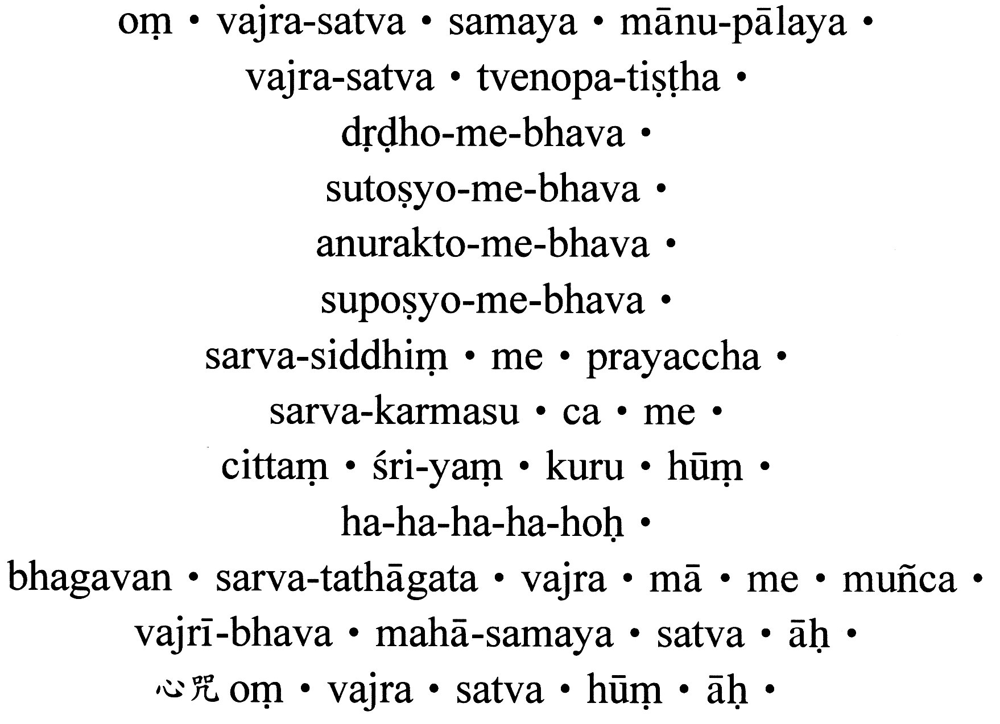 oṃ • vajra-satva • samaya • mānu-pālaya •
vajra-satva • tvenopa-tiṣṭha •
dṛḍho-me-bhava •
sutoṣyo-me-bhava •
anurakto-me-bhava •
supoṣyo-me-bhava •
sarva-siddhiṃ • me • prayaccha •
sarva-karmasu • ca • me •
cittaṃ • śri-yaṃ • kuru • hūṃ •
ha-ha-ha-ha-hoḥ •
bhagavan • sarva-tathāgata • vajra • mā • me • muñca •
vajrī-bhava • mahā-samaya • satva • āḥ •
心咒 oṃ • vajra • satva • hūṃ • āḥ •